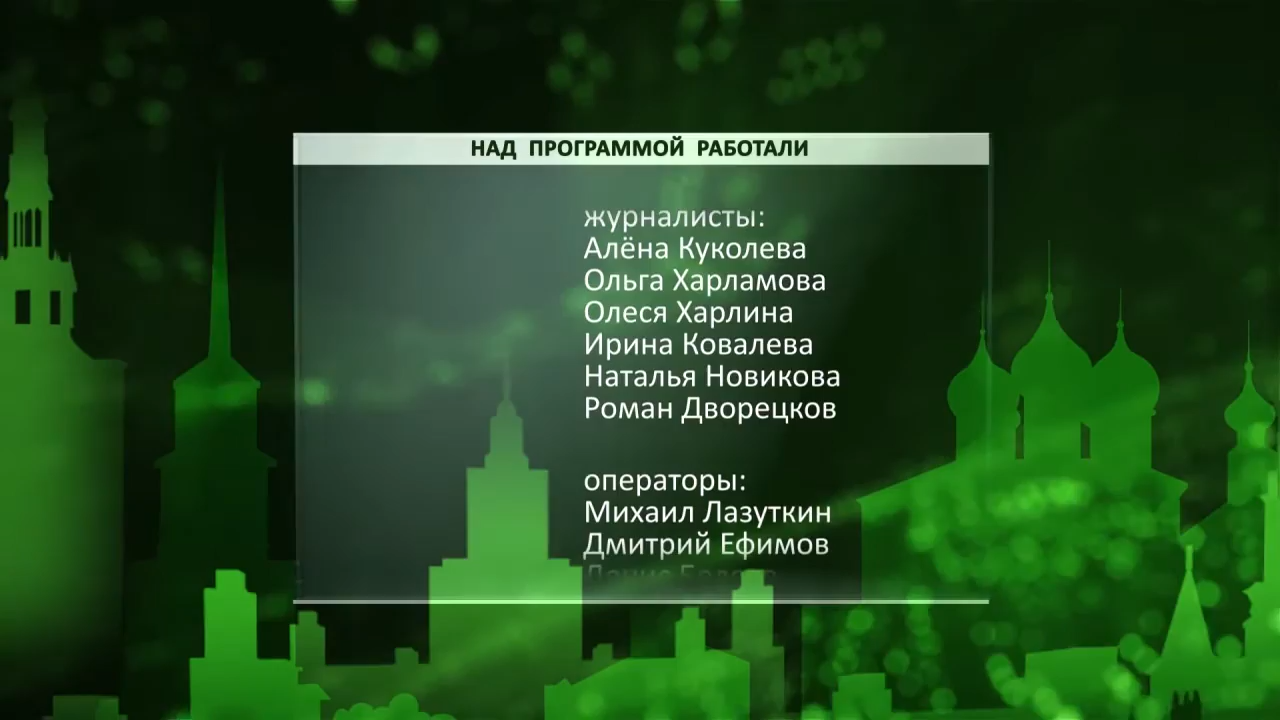 НАД ПРОГРАММОЙ РАБОТАЛИ
журналисты:
Алёна Куколева
Ольга Харламова
Олеся Харлина
Ирина Ковалева
Наталья Новикова
Роман Дворецков
операторы:
Михаил Лазуткин
Дмитрий Ефимов